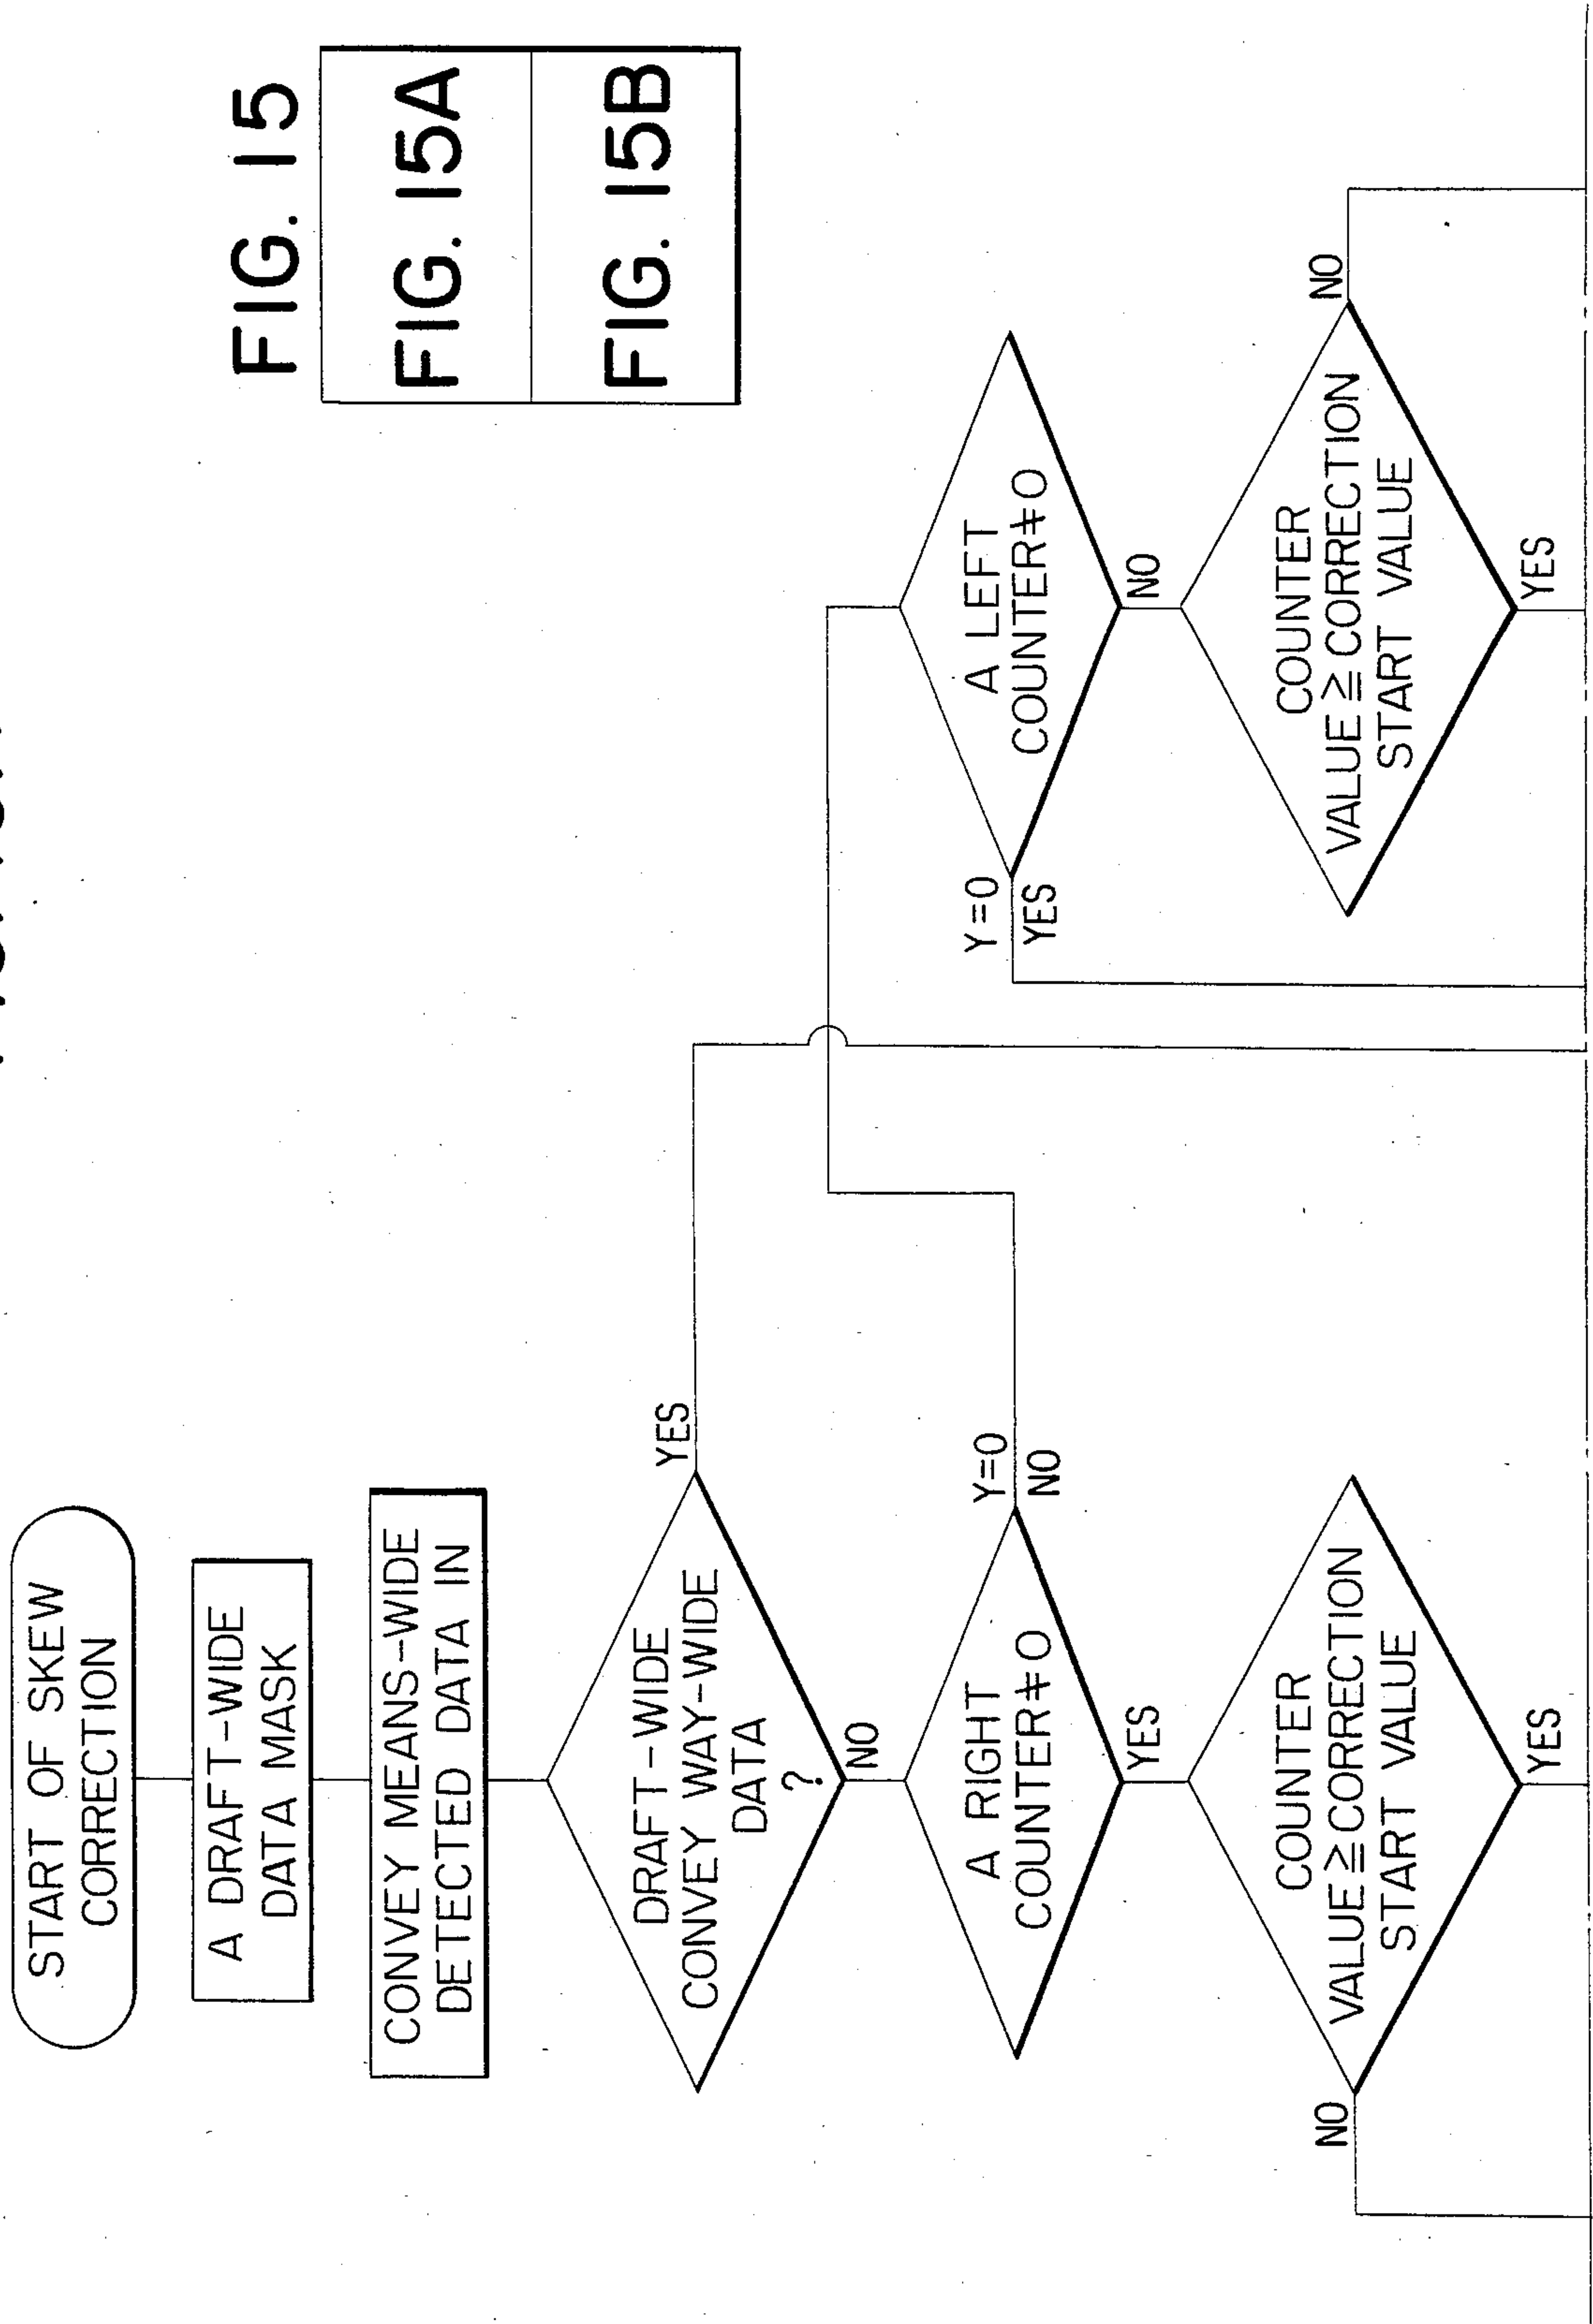 FIG. 15
FIG. 15A
FIG. 15B
START OF SKEW
CORRECTION
A DRAFT-WIDE
DATA MASK
CONVEY MEANS-WIDE
DETECTED DATA IN
DRAFT-WIDE
CONVEY WAY-WIDE
DATA
?
YES
NO
A RIGHT
COUNTER≠0
Y=0
NO
YES
COUNTER
VALUE≧CORRECTION
START VALUE
NO
YES
A LEFT
COUNTER≠0
Y=0
YES
NO
COUNTER
VALUE≧CORRECTION
START VALUE
NO
YES